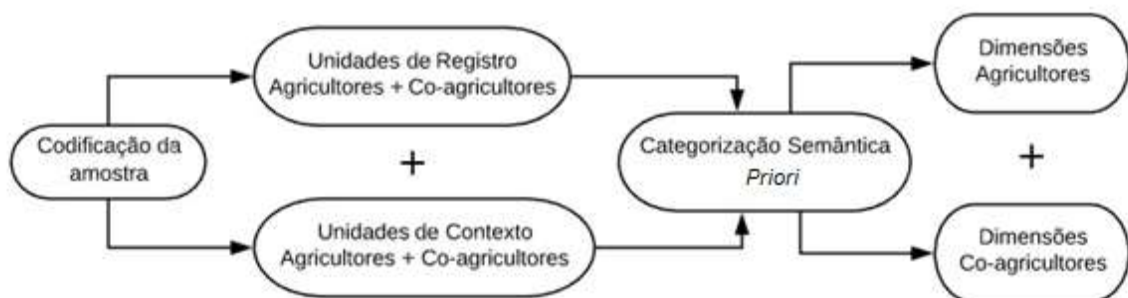 Codificação da
amostra
Unidades de Registro
Agricultores + Co-agricultores
+
Unidades de Contexto
Agricultores + Co-agricultores
Categorização Semântica
Priori
Dimensões
Agricultores
+
Dimensões
Co-agricultores